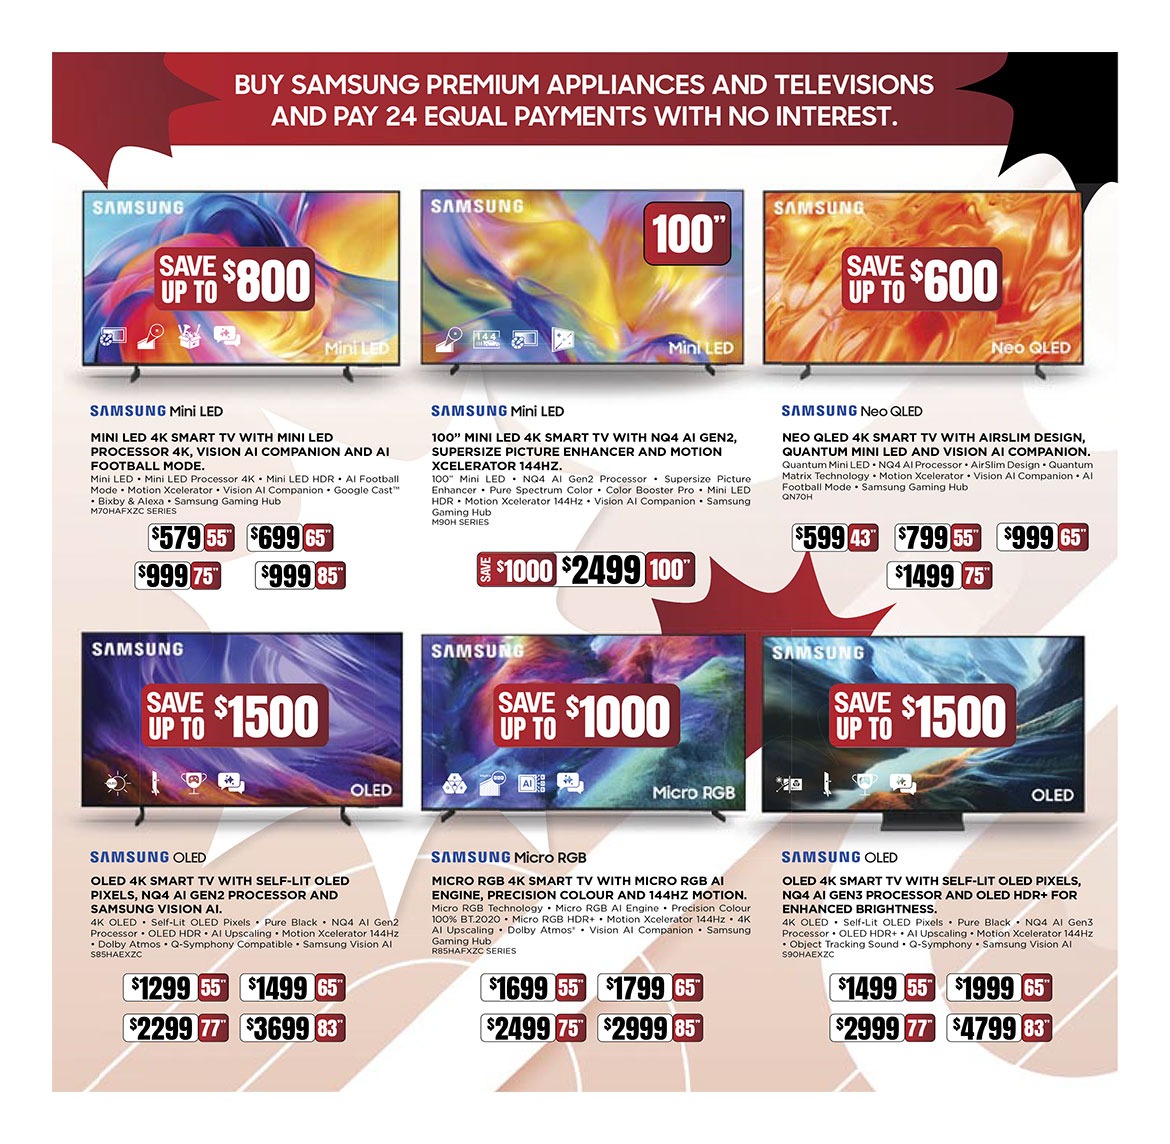 BUY SAMSUNG PREMIUM APPLIANCES AND TELEVISIONS
AND PAY 24 EQUAL PAYMENTS WITH NO INTEREST.
SAMSUNG
SAVE UP TO $800
Mini LED
SAMSUNG
100”
144
Mini LED
SAMSUNG
SAVE UP TO $600
Neo QLED
SAMSUNG Mini LED
MINI LED 4K SMART TV WITH MINI LED
PROCESSOR 4K, VISION AI COMPANION AND AI
FOOTBALL MODE.
Mini LED • Mini LED Processor 4K • Mini LED HDR • AI Football
Mode • Motion Xcelerator • Vision AI Companion • Google Cast™
• Bixby & Alexa • Samsung Gaming Hub
M70HAFXZC SERIES
$579 55” $699 65”
$999 75” $999 85”
SAMSUNG Mini LED
100” MINI LED 4K SMART TV WITH NQ4 AI GEN2,
SUPERSIZE PICTURE ENHANCER AND MOTION
XCELERATOR 144HZ.
100” Mini LED • NQ4 AI Gen2 Processor • Supersize Picture
Enhancer • Pure Spectrum Color • Color Booster Pro • Mini LED
HDR • Motion Xcelerator 144Hz • Vision AI Companion • Samsung
Gaming Hub
M90H SERIES
SAVE $1000 $2499 100”
SAMSUNG Neo QLED
NEO QLED 4K SMART TV WITH AIRSLIM DESIGN,
QUANTUM MINI LED AND VISION AI COMPANION.
Quantum Mini LED • NQ4 AI Processor • AirSlim Design • Quantum
Matrix Technology • Motion Xcelerator • Vision AI Companion • AI
Football Mode • Samsung Gaming Hub
QN70H
$599 43” $799 55” $999 65”
$1499 75”
SAMSUNG
SAVE UP TO $1500
OLED
SAMSUNG
SAVE UP TO $1000
AI
Micro RGB
SAMSUNG
SAVE UP TO $1500
OLED
SAMSUNG OLED
OLED 4K SMART TV WITH SELF-LIT OLED
PIXELS, NQ4 AI GEN2 PROCESSOR AND
SAMSUNG VISION AI.
4K OLED • Self-Lit OLED Pixels • Pure Black • NQ4 AI Gen2
Processor • OLED HDR • AI Upscaling • Motion Xcelerator 144Hz
• Dolby Atmos • Q-Symphony Compatible • Samsung Vision AI
S85HAEXZC
$1299 55” $1499 65”
$2299 77” $3699 83”
SAMSUNG Micro RGB
MICRO RGB 4K SMART TV WITH MICRO RGB AI
ENGINE, PRECISION COLOUR AND 144HZ MOTION.
Micro RGB Technology • Micro RGB AI Engine • Precision Colour
100% BT.2020 • Micro RGB HDR+ • Motion Xcelerator 144Hz • 4K
AI Upscaling • Dolby Atmos® • Vision AI Companion • Samsung
Gaming Hub
R85HAFXZC SERIES
$1699 55” $1799 65”
$2499 75” $2999 85”
SAMSUNG OLED
OLED 4K SMART TV WITH SELF-LIT OLED PIXELS,
NQ4 AI GEN3 PROCESSOR AND OLED HDR+ FOR
ENHANCED BRIGHTNESS.
4K OLED • Self-Lit OLED Pixels • Pure Black • NQ4 AI Gen3
Processor • OLED HDR+ • AI Upscaling • Motion Xcelerator 144Hz
• Object Tracking Sound • Q-Symphony • Samsung Vision AI
S90HAEXZC
$1499 55” $1999 65”
$2999 77” $4799 83”